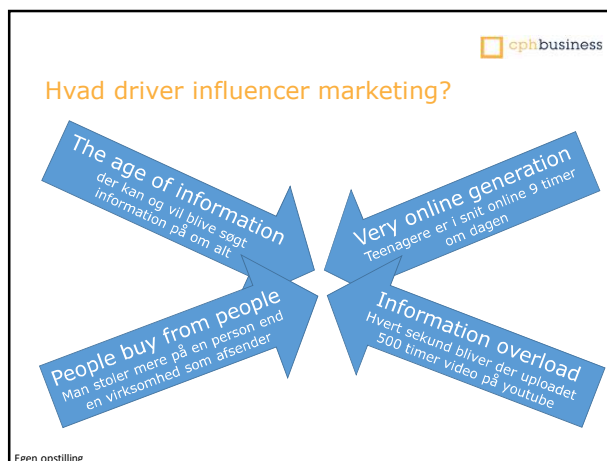 cphbusiness
Hvad driver influencer marketing?
The age of information
der kan og vil blive søgt
information på om alt
Very online generation
Teenagere er i snit online 9 timer
om dagen
People buy from people
Man stoler mere på en person end
en virksomhed som afsender
Information overload
Hvert sekund bliver der uploadet
500 timer video på youtube
Egen opstilling